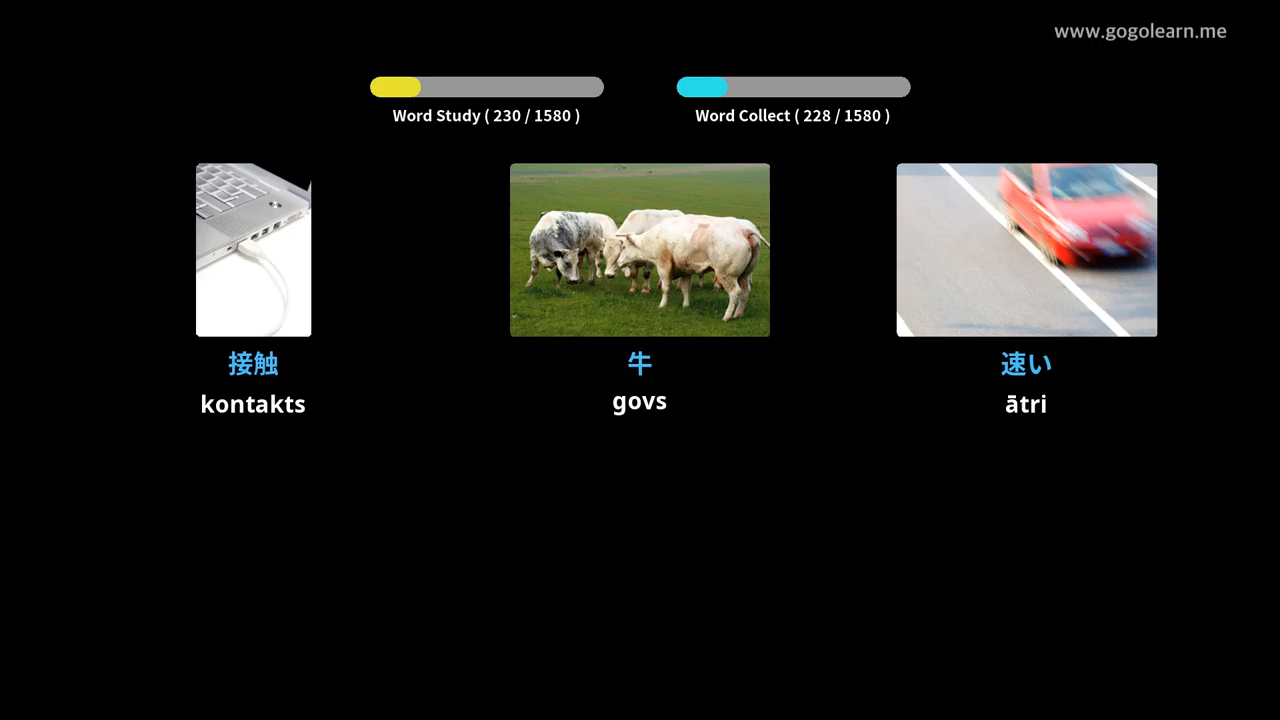 www.gogolearn.me
Word Study ( 230 / 1580 )
Word Collect ( 228 / 1580 )
接触
牛
速い
kontakts
govs
ātri